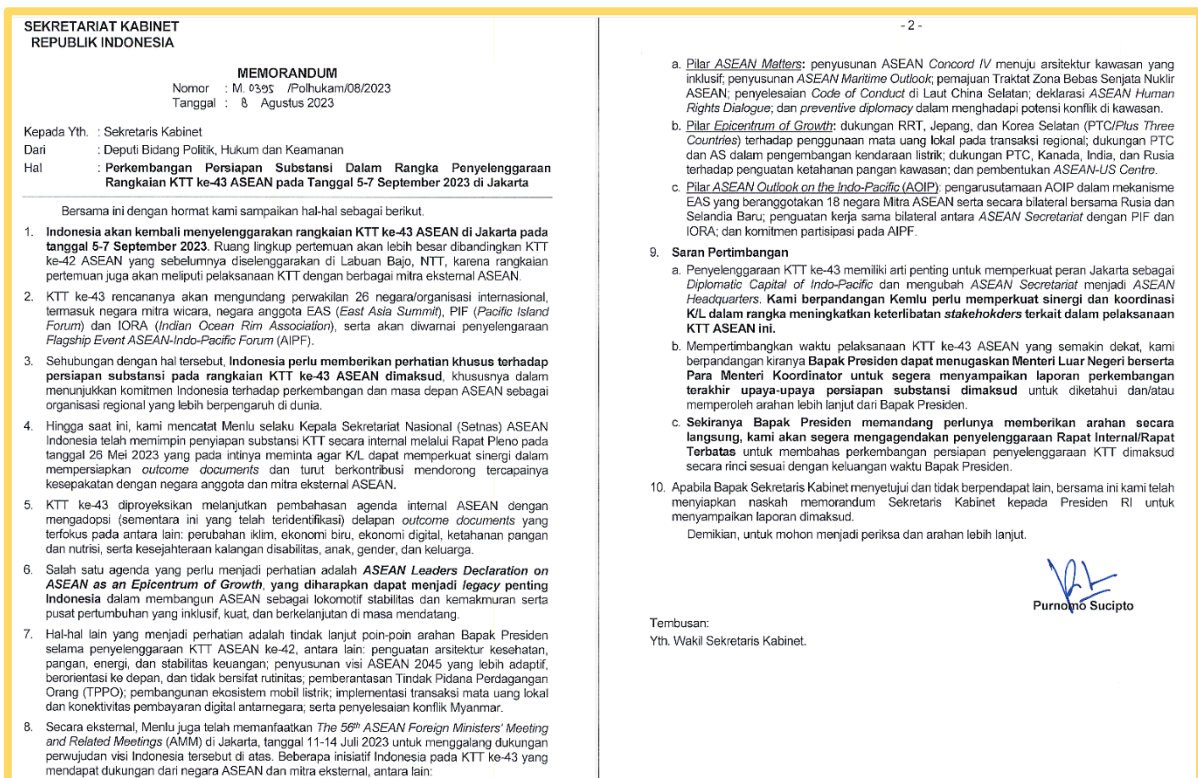 SEKRETARIAT KABINET
REPUBLIK INDONESIA
MEMORANDUM
Nomor : M. 0395 /Polhukam/08/2023
Tanggal : 8 Agustus 2023
Kepada Yth. : Sekretaris Kabinet
Dari : Deputi Bidang Politik, Hukum dan Keamanan
Hal : Perkembangan Persiapan Substansi Dalam Rangka Penyelenggaraan
Rangkaian KTT ke-43 ASEAN pada Tanggal 5-7 September 2023 di Jakarta
Bersama ini dengan hormat kami sampaikan hal-hal sebagai berikut.
1. Indonesia akan kembali menyelenggarakan rangkaian KTT ke-43 ASEAN di Jakarta pada
tanggal 5-7 September 2023. Ruang lingkup pertemuan akan lebih besar dibandingkan KTT
ke-42 ASEAN yang sebelumnya diselenggarakan di Labuan Bajo, NTT, karena rangkaian
pertemuan juga akan meliputi pelaksanaan KTT dengan berbagai mitra eksternal ASEAN.
2. KTT ke-43 rencananya akan mengundang perwakilan 26 negara/organisasi internasional,
termasuk negara mitra wicara, negara anggota EAS (East Asia Summit), PIF (Pacific Island
Forum) dan IORA (Indian Ocean Rim Association), serta akan diwarnai penyelengaraan
Flagship Event ASEAN-Indo-Pacific Forum (AIPF).
3. Sehubungan dengan hal tersebut, Indonesia perlu memberikan perhatian khusus terhadap
persiapan substansi pada rangkaian KTT ke-43 ASEAN dimaksud, khususnya dalam
menunjukkan komitmen Indonesia terhadap perkembangan dan masa depan ASEAN sebagai
organisasi regional yang lebih berpengaruh di dunia.
4. Hingga saat ini, kami mencatat Menlu selaku Kepala Sekretariat Nasional (Setnas) ASEAN
Indonesia telah memimpin penyiapan substansi KTT secara internal melalui Rapat Pleno pada
tanggal 26 Mei 2023 yang pada intinya meminta agar K/L dapat memperkuat sinergi dalam
mempersiapkan outcome documents dan turut berkontribusi mendorong tercapainya
kesepakatan dengan negara anggota dan mitra eksternal ASEAN.
5. KTT ke-43 diproyeksikan melanjutkan pembahasan agenda internal ASEAN dengan
mengadopsi (sementara ini yang telah teridentifikasi) delapan outcome documents yang
terfokus pada antara lain: perubahan iklim, ekonomi biru, ekonomi digital, ketahanan pangan
dan nutrisi, serta kesejahteraan kalangan disabilitas, anak, gender, dan keluarga.
6. Salah satu agenda yang perlu menjadi perhatian adalah ASEAN Leaders Declaration on
ASEAN as an Epicentrum of Growth, yang diharapkan dapat menjadi legacy penting
Indonesia dalam membangun ASEAN sebagai lokomotif stabilitas dan kemakmuran serta
pusat pertumbuhan yang inklusif, kuat, dan berkelanjutan di masa mendatang.
7. Hal-hal lain yang menjadi perhatian adalah tindak lanjut poin-poin arahan Bapak Presiden
selama penyelenggaraan KTT ASEAN ke-42, antara lain: penguatan arsitektur kesehatan,
pangan, energi, dan stabilitas keuangan; penyusunan visi ASEAN 2045 yang lebih adaptif,
berorientasi ke depan, dan tidak bersifat rutinitas; pemberantasan Tindak Pidana Perdagangan
Orang (TPPO); pembangunan ekosistem mobil listrik; implementasi transaksi mata uang lokal
dan konektivitas pembayaran digital antarnegara; serta penyelesaian konflik Myanmar.
8. Secara eksternal, Menlu juga telah memanfaatkan The 56th ASEAN Foreign Ministers' Meeting
and Related Meetings (AMM) di Jakarta, tanggal 11-14 Juli 2023 untuk menggalang dukungan
perwujudan visi Indonesia tersebut di atas. Beberapa inisiatif Indonesia pada KTT ke-43 yang
mendapat dukungan dari negara ASEAN dan mitra eksternal, antara lain:
- 2 -
a. Pilar ASEAN Matters: penyusunan ASEAN Concord IV menuju arsitektur kawasan yang
inklusif; penyusunan ASEAN Maritime Outlook; pemajuan Traktat Zona Bebas Senjata Nuklir
ASEAN; penyelesaian Code of Conduct di Laut China Selatan; deklarasi ASEAN Human
Rights Dialogue; dan preventive diplomacy dalam menghadapi potensi konflik di kawasan.
b. Pilar Epicentrum of Growth: dukungan RRT, Jepang, dan Korea Selatan (PTC/Plus Three
Countries) terhadap penggunaan mata uang lokal pada transaksi regional; dukungan PTC
dan AS dalam pengembangan kendaraan listrik; dukungan PTC, Kanada, India, dan Rusia
terhadap penguatan ketahanan pangan kawasan; dan pembentukan ASEAN-US Centre.
c. Pilar ASEAN Outlook on the Indo-Pacific (AOIP): pengarusutamaan AOIP dalam mekanisme
EAS yang beranggotakan 18 negara Mitra ASEAN serta secara bilateral bersama Rusia dan
Selandia Baru; penguatan kerja sama bilateral antara ASEAN Secretariat dengan PIF dan
IORA; dan komitmen partisipasi pada AIPF.
9. Saran Pertimbangan
a. Penyelenggaraan KTT ke-43 memiliki arti penting untuk memperkuat peran Jakarta sebagai
Diplomatic Capital of Indo-Pacific dan mengubah ASEAN Secretariat menjadi ASEAN
Headquarters. Kami berpandangan Kemlu perlu memperkuat sinergi dan koordinasi
K/L dalam rangka meningkatkan keterlibatan stakehokders terkait dalam pelaksanaan
KTT ASEAN ini.
b. Mempertimbangkan waktu pelaksanaan KTT ke-43 ASEAN yang semakin dekat, kami
berpandangan kiranya Bapak Presiden dapat menugaskan Menteri Luar Negeri berserta
Para Menteri Koordinator untuk segera menyampaikan laporan perkembangan
terakhir upaya-upaya persiapan substansi dimaksud untuk diketahui dan/atau
memperoleh arahan lebih lanjut dari Bapak Presiden.
c. Sekiranya Bapak Presiden memandang perlunya memberikan arahan secara
langsung, kami akan segera mengagendakan penyelenggaraan Rapat Internal/Rapat
Terbatas untuk membahas perkembangan persiapan penyelenggaraan KTT dimaksud
secara rinci sesuai dengan keluangan waktu Bapak Presiden.
10. Apabila Bapak Sekretaris Kabinet menyetujui dan tidak berpendapat lain, bersama ini kami telah
menyiapkan naskah memorandum Sekretaris Kabinet kepada Presiden RI untuk
menyampaikan laporan dimaksud.
Demikian, untuk mohon menjadi periksa dan arahan lebih lanjut.
Purnomo Sucipto
Tembusan:
Yth. Wakil Sekretaris Kabinet.